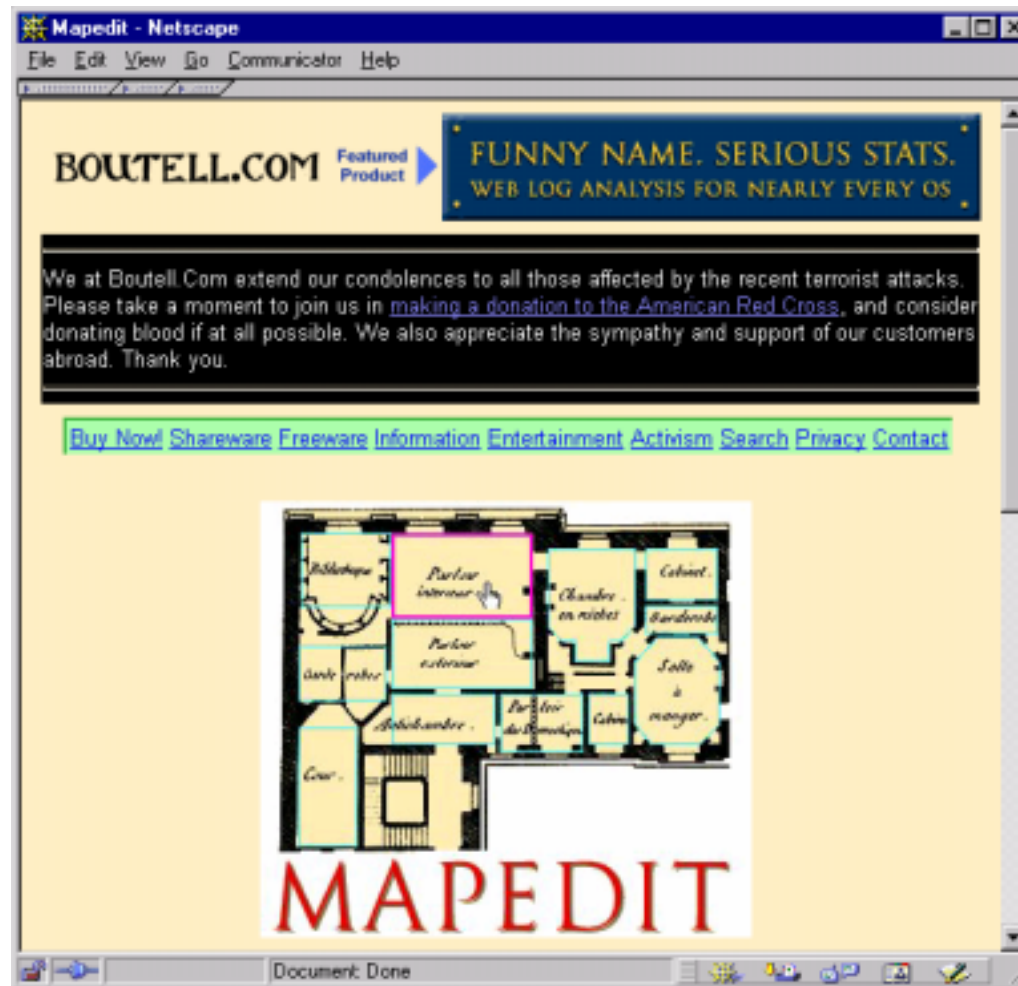 Mapedit - Netscape
File Edit View Go Communicator Help
BOUTELL.COM
Featured
Product
FUNNY NAME. SERIOUS STATS.
WEB LOG ANALYSIS FOR NEARLY EVERY OS
We at Boutell.Com extend our condolences to all those affected by the recent terrorist attacks.
Please take a moment to join us in making a donation to the American Red Cross, and consider
donating blood if at all possible. We also appreciate the sympathy and support of our customers
abroad. Thank you.
Buy Now! Shareware Freeware Information Entertainment Activism Search Privacy Contact
Bibliotheque
Parloir
interieur
Chambre
en niches
Cabinet.
Garderobe
Parloir
exterieur
Garde robes
Salle
à
manger.
Antichambre.
Parloir
Cour.
MAPEDIT
Document: Done